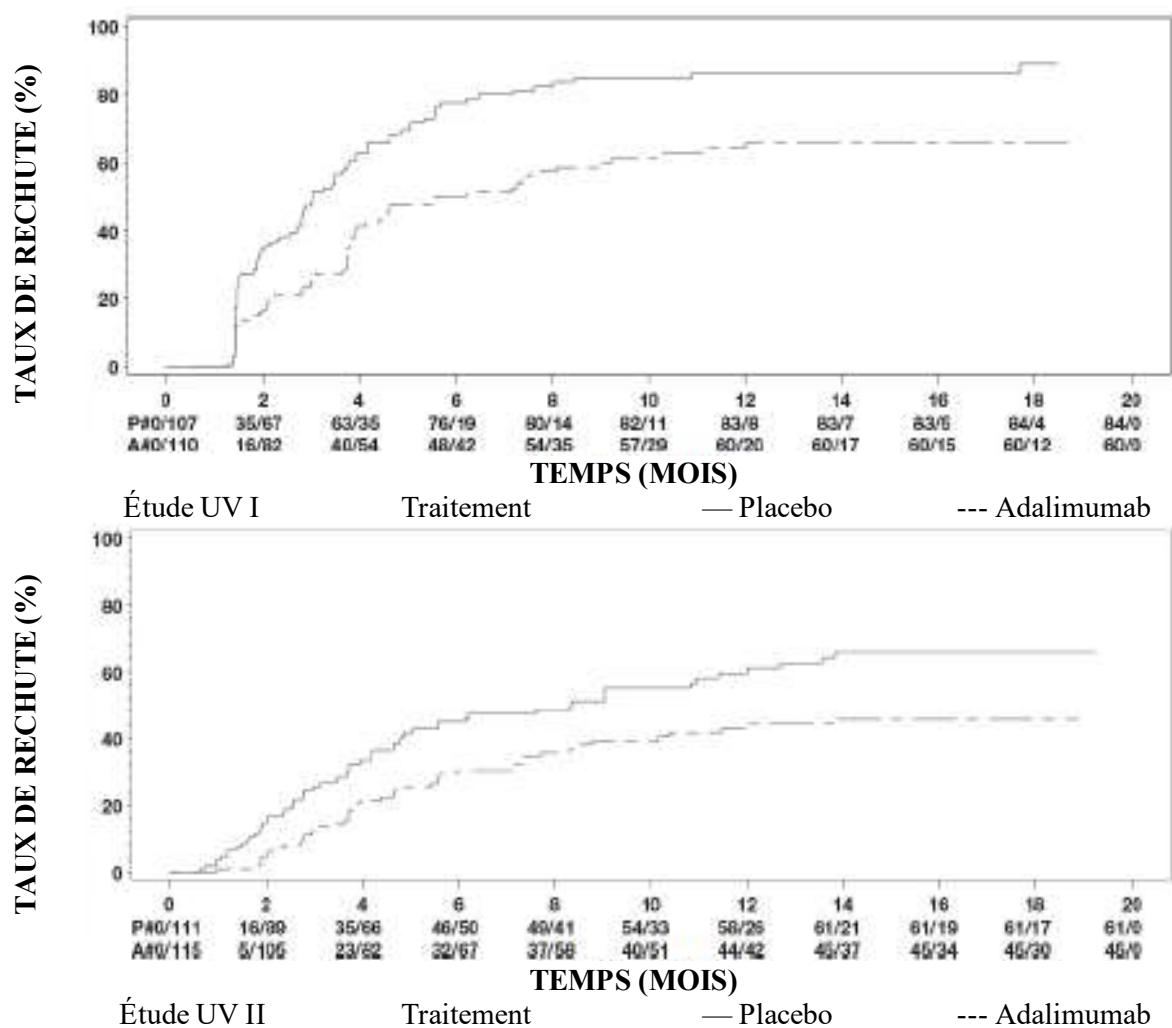 TAUX DE RECHUTE (%)
100
80
60
40
20
0
0 2 4 6 8 10 12 14 16 18 20
P#0/107 35/67 63/35 76/19 80/14 82/11 83/8 83/7 83/5 84/4 84/0
A#0/110 16/82 40/54 48/42 54/35 57/29 60/20 60/17 60/15 60/12 60/0
TEMPS (MOIS)
Étude UV I Traitement — Placebo --- Adalimumab
TAUX DE RECHUTE (%)
100
80
60
40
20
0
0 2 4 6 8 10 12 14 16 18 20
P#0/111 16/89 35/66 46/50 49/41 54/33 58/26 61/21 61/19 61/17 61/0
A#0/115 5/105 23/82 32/67 37/58 40/51 44/42 45/37 45/34 45/30 45/0
TEMPS (MOIS)
Étude UV II Traitement — Placebo --- Adalimumab